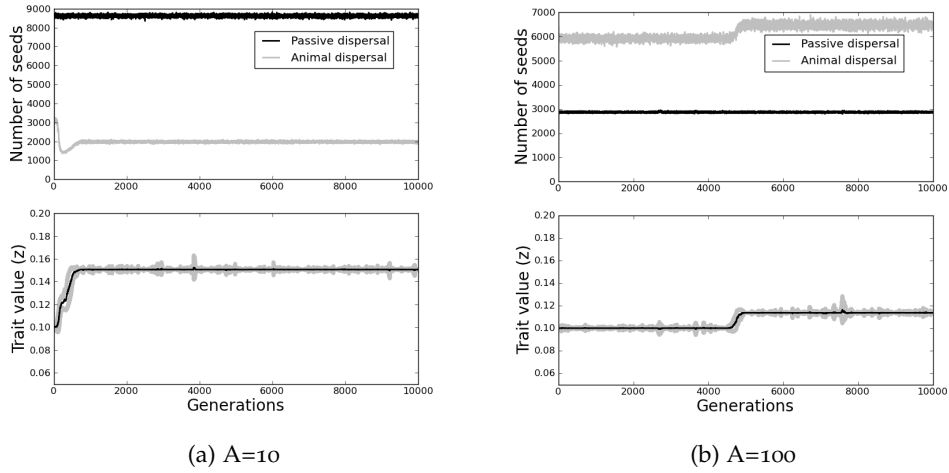 9000
8000
7000
6000
5000
4000
3000
2000
1000
0
Number of seeds
Passive dispersal
Animal dispersal
0 2000 4000 6000 8000 10000
0.20
0.18
0.16
0.14
0.12
0.10
0.08
0.06
Trait value (z)
0 2000 4000 6000 8000 10000
Generations
(a) A=10
7000
6000
5000
4000
3000
2000
1000
0
Number of seeds
Passive dispersal
Animal dispersal
0 2000 4000 6000 8000 10000
0.20
0.18
0.16
0.14
0.12
0.10
0.08
0.06
Trait value (z)
0 2000 4000 6000 8000 10000
Generations
(b) A=100